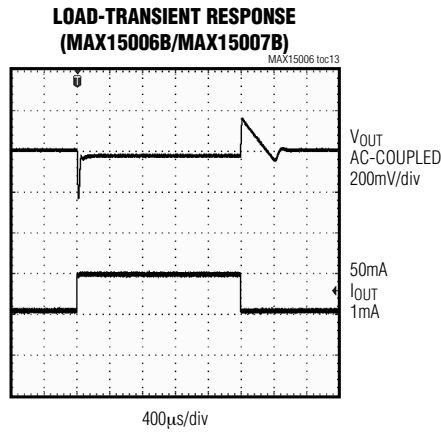 LOAD-TRANSIENT RESPONSE
(MAX15006B/MAX15007B)
MAX15006 toc13
VOUT
AC-COUPLED
200mV/div
50mA
IOUT
1mA
400μs/div